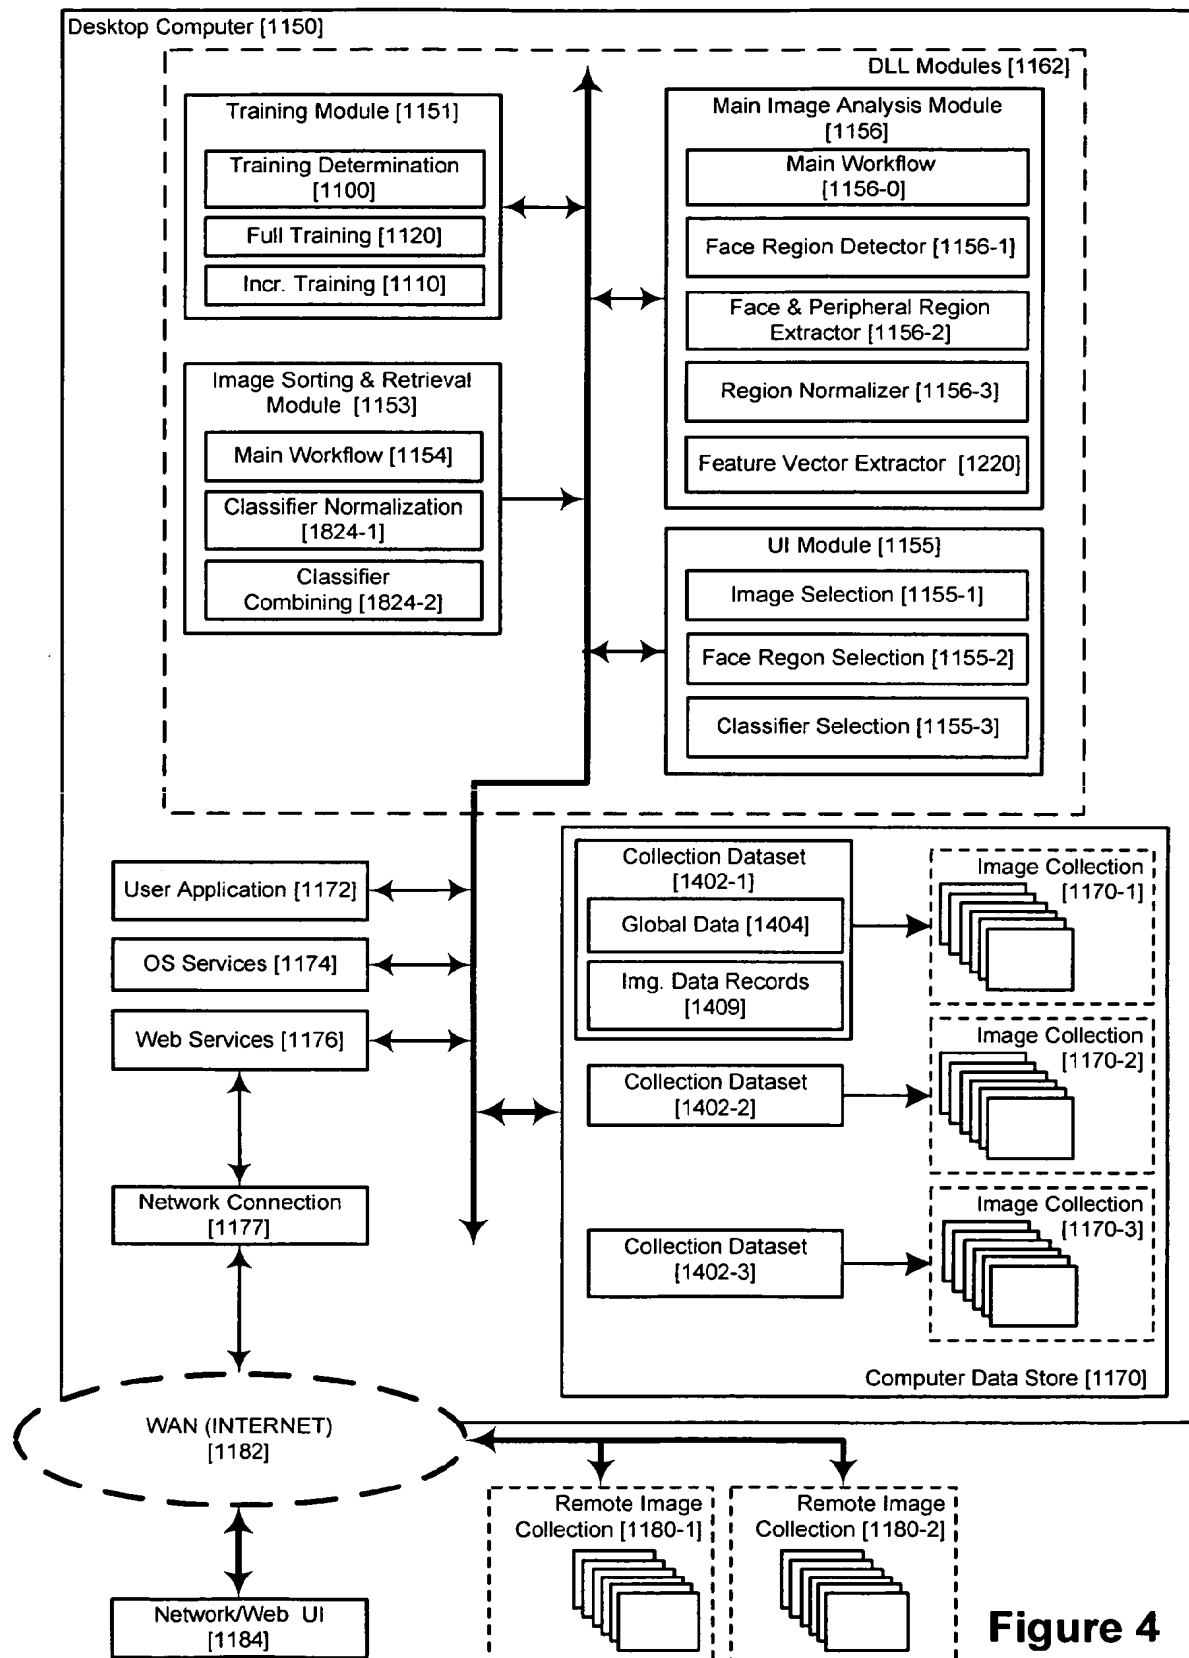 Desktop Computer [1150]
DLL Modules [1162]
Training Module [1151]
Training Determination
[1100]
Full Training [1120]
Incr. Training [1110]
Image Sorting & Retrieval
Module [1153]
Main Workflow [1154]
Classifier Normalization
[1824-1]
Classifier
Combining [1824-2]
Main Image Analysis Module
[1156]
Main Workflow
[1156-0]
Face Region Detector [1156-1]
Face & Peripheral Region
Extractor [1156-2]
Region Normalizer [1156-3]
Feature Vector Extractor [1220]
UI Module [1155]
Image Selection [1155-1]
Face Regon Selection [1155-2]
Classifier Selection [1155-3]
User Application [1172]
OS Services [1174]
Web Services [1176]
Network Connection
[1177]
Collection Dataset
[1402-1]
Global Data [1404]
Img. Data Records
[1409]
Image Collection
[1170-1]
Collection Dataset
[1402-2]
Image Collection
[1170-2]
Collection Dataset
[1402-3]
Image Collection
[1170-3]
Computer Data Store [1170]
WAN (INTERNET)
[1182]
Remote Image
Collection [1180-1]
Remote Image
Collection [1180-2]
Network/Web UI
[1184]
Figure 4